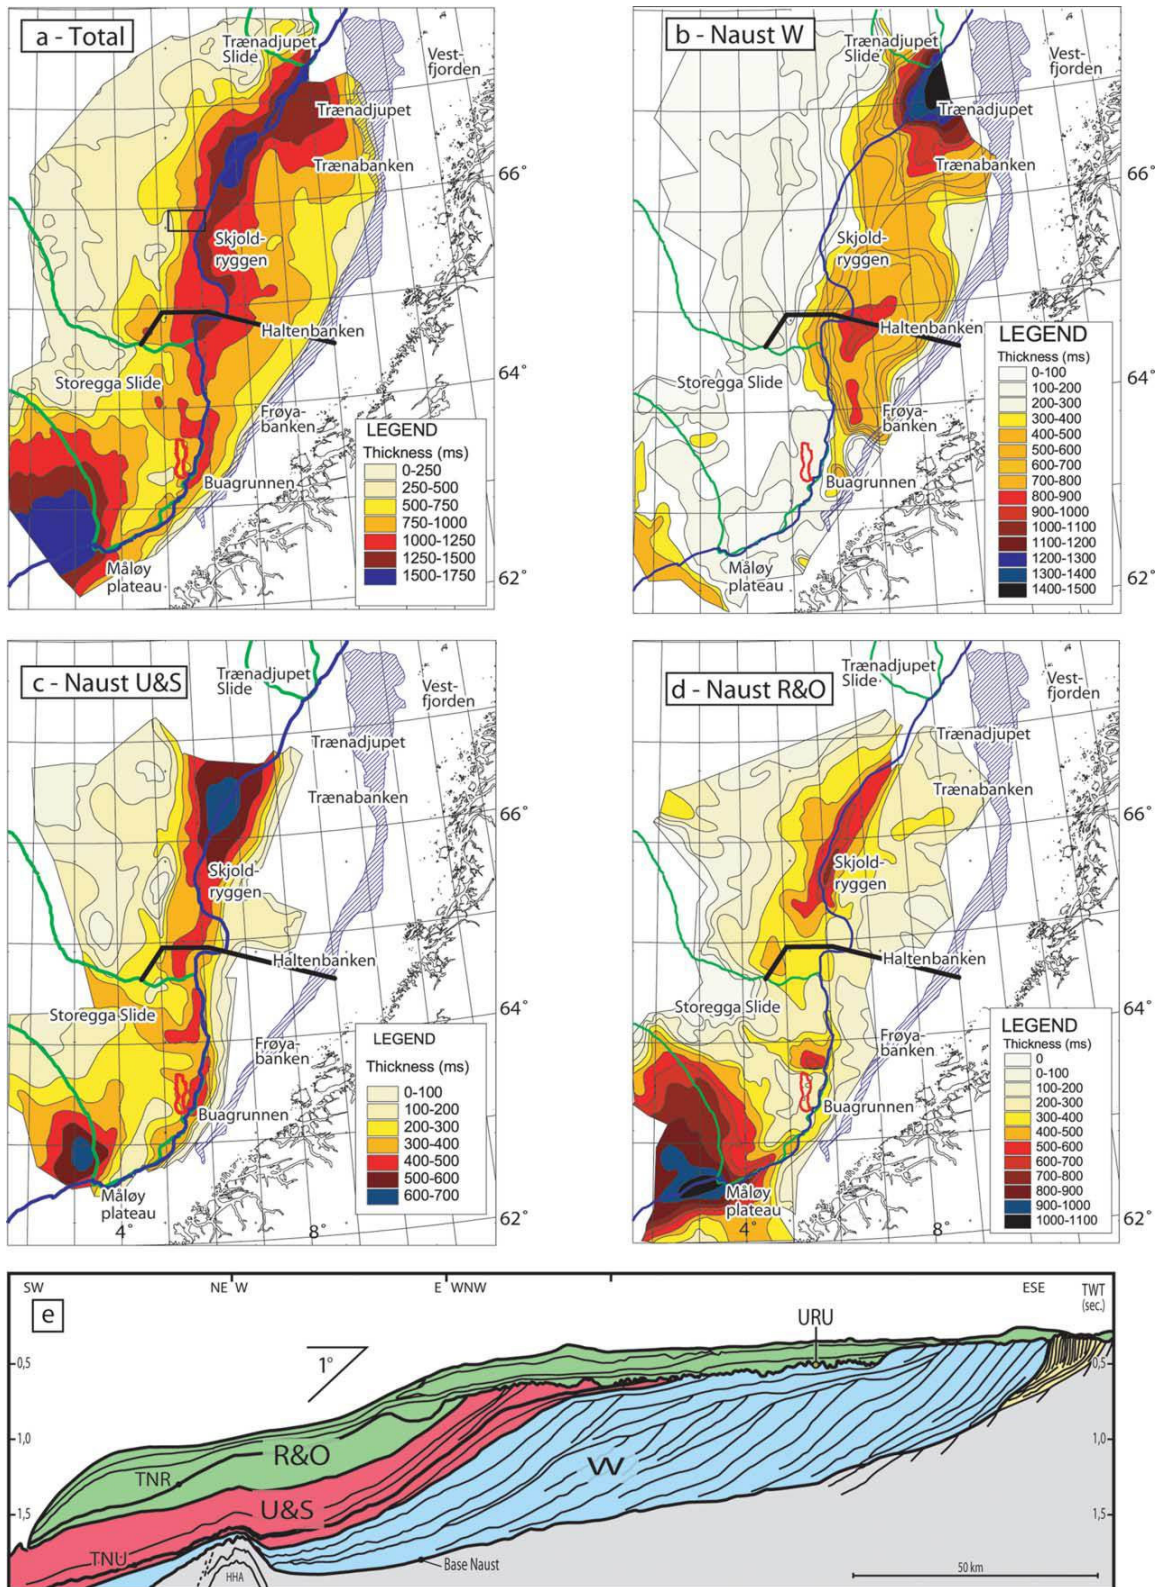 a - Total
Trænadjupet
Slide
Vest-
fjorden
Trænadjupet
Trænabanken
66°
Skjold-
ryggen
Haltenbanken
64°
Storegga Slide
Frøya-
banken
LEGEND
Thickness (ms)
0-250
250-500
500-750
750-1000
1000-1250
1250-1500
1500-1750
Buagrunnen
Måløy
plateau
62°
b - Naust W
Trænadjupet
Slide
Vest-
fjorden
Trænadjupet
Trænabanken
66°
Skjold-
ryggen
Haltenbanken
64°
Storegga Slide
Frøya-
banken
LEGEND
Thickness (ms)
0-100
100-200
200-300
300-400
400-500
500-600
600-700
700-800
800-900
900-1000
1000-1100
1100-1200
1200-1300
1300-1400
1400-1500
Buagrunnen
Måløy
plateau
62°
c - Naust U&S
Trænadjupet
Slide
Vest-
fjorden
Trænadjupet
Trænabanken
66°
Skjold-
ryggen
Haltenbanken
64°
Storegga Slide
Frøya-
banken
LEGEND
Thickness (ms)
0-100
100-200
200-300
300-400
400-500
500-600
600-700
Buagrunnen
Måløy
plateau
4°
8°
62°
d - Naust R&O
Trænadjupet
Slide
Vest-
fjorden
Trænadjupet
Trænabanken
66°
Skjold-
ryggen
Haltenbanken
64°
Storegga Slide
Frøya-
banken
LEGEND
Thickness (ms)
0
0-100
100-200
200-300
300-400
400-500
500-600
600-700
700-800
800-900
900-1000
1000-1100
Buagrunnen
Måløy
plateau
4°
8°
62°
SW
NE W
E WNW
ESE
TWT
(sec.)
e
URU
1°
0,5
0,5
1,0
1,0
R&O
W
TNR
U&S
1,5
1,5
TNU
HHA
Base Naust
50 km